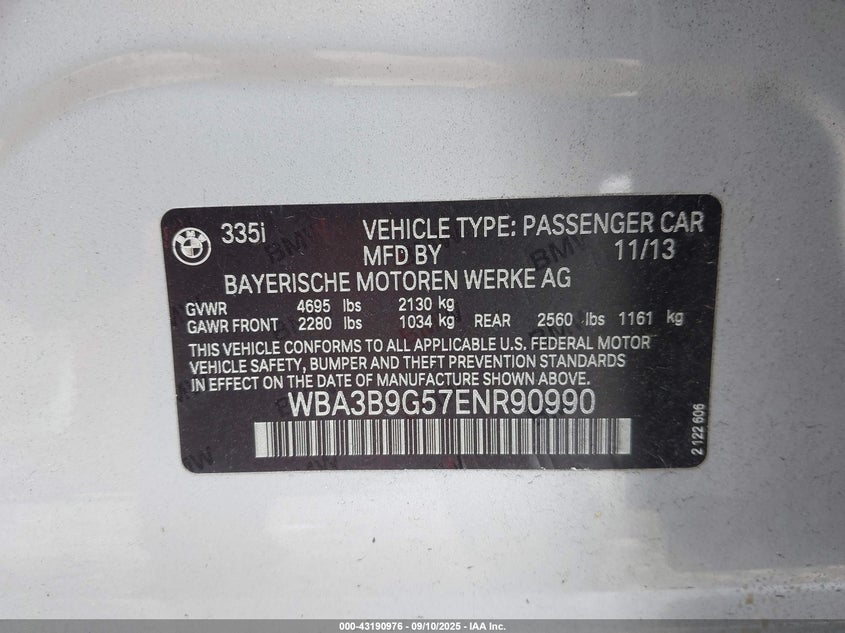 BMW
335i
VEHICLE TYPE: PASSENGER CAR
MFD BY 11/13
BAYERISCHE MOTOREN WERKE AG
GVWR 4695 lbs 2130 kg
GAWR FRONT 2280 lbs 1034 kg REAR 2560 lbs 1161 kg
THIS VEHICLE CONFORMS TO ALL APPLICABLE U.S. FEDERAL MOTOR
VEHICLE SAFETY, BUMPER AND THEFT PREVENTION STANDARDS
IN EFFECT ON THE DATE OF MANUFACTURE SHOWN ABOVE.
WBA3B9G57ENR90990
2 122 606
000-43190976 - 09/10/2025 - IAA Inc.